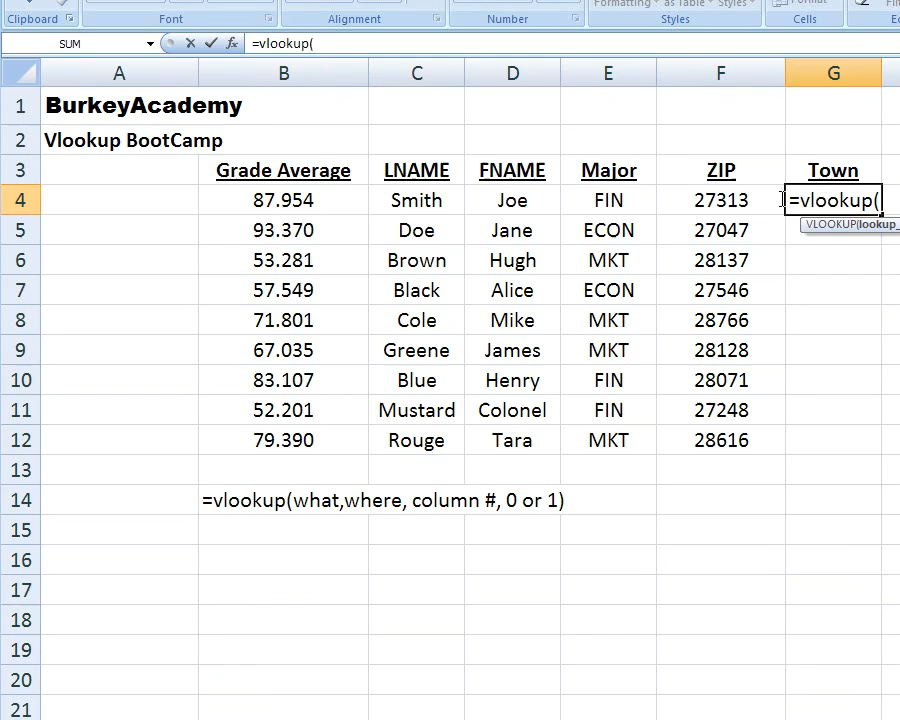 Formatting as Table Styles Format
Clipboard Font Alignment Number Styles Cells
SUM =vlookup(
A B C D E F G
1 BurkeyAcademy
2 Vlookup BootCamp
3 Grade Average LNAME FNAME Major ZIP Town
4 87.954 Smith Joe FIN 27313 =vlookup(
5 93.370 Doe Jane ECON 27047 VLOOKUP(lookup_
6 53.281 Brown Hugh MKT 28137
7 57.549 Black Alice ECON 27546
8 71.801 Cole Mike MKT 28766
9 67.035 Greene James MKT 28128
10 83.107 Blue Henry FIN 28071
11 52.201 Mustard Colonel FIN 27248
12 79.390 Rouge Tara MKT 28616
13
14 =vlookup(what,where, column #, 0 or 1)
15
16
17
18
19
20
21